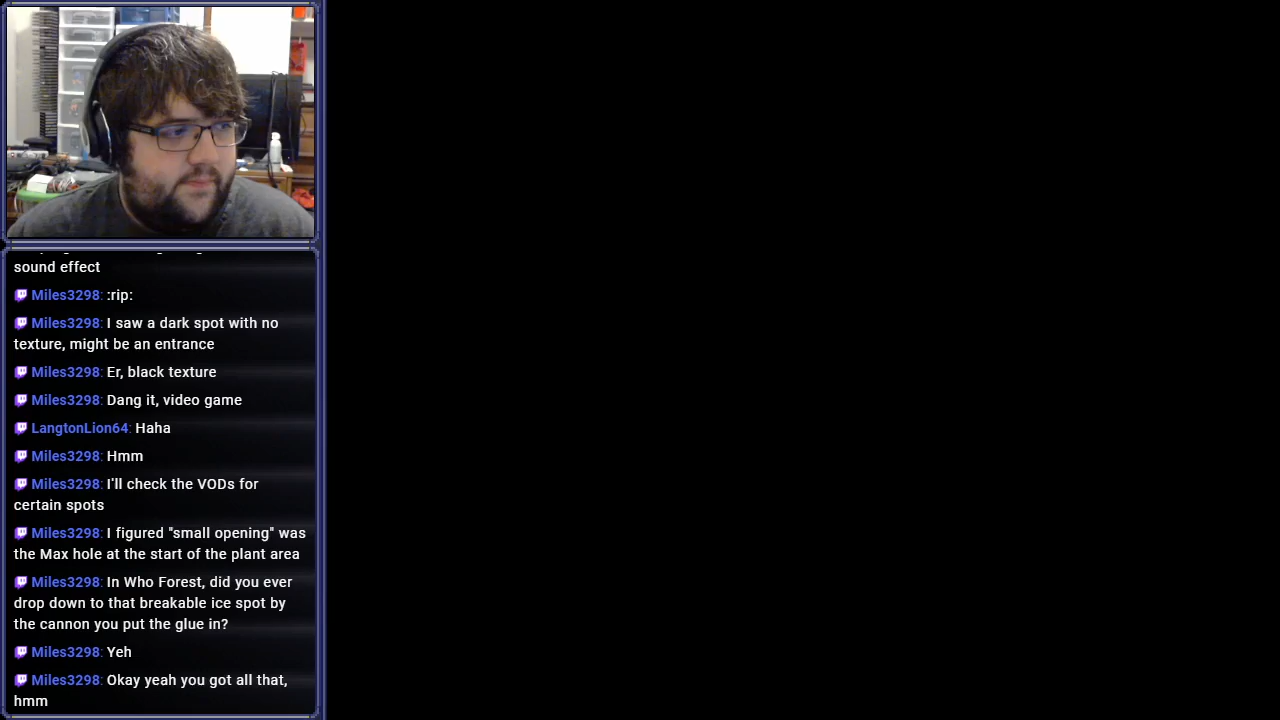 sound effect
Miles3298: :rip:
Miles3298: I saw a dark spot with no
texture, might be an entrance
Miles3298: Er, black texture
Miles3298: Dang it, video game
LangtonLion64: Haha
Miles3298: Hmm
Miles3298: I'll check the VODs for
certain spots
Miles3298: I figured "small opening" was
the Max hole at the start of the plant area
Miles3298: In Who Forest, did you ever
drop down to that breakable ice spot by
the cannon you put the glue in?
Miles3298: Yeh
Miles3298: Okay yeah you got all that,
hmm